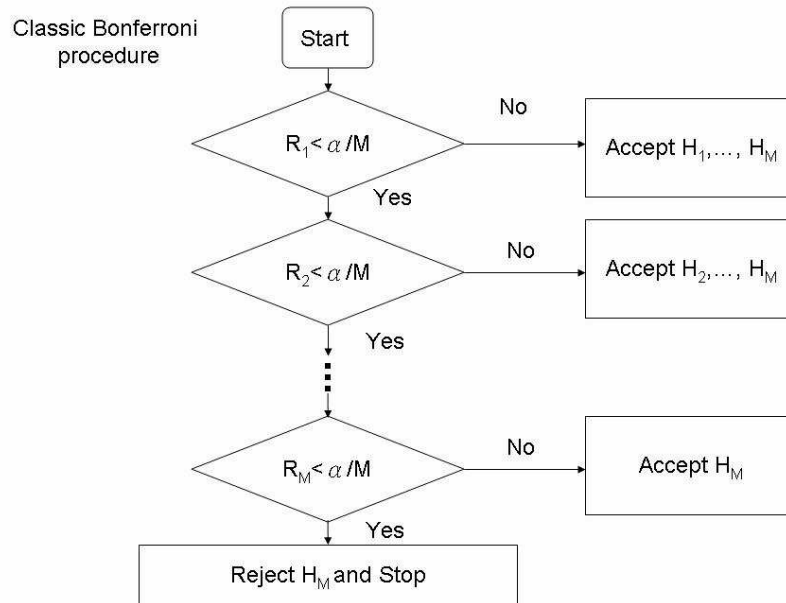 Classic Bonferroni
procedure
Start
R₁< α /M
No
Accept H₁,..., H_M
Yes
R₂< α /M
No
Accept H₂,..., H_M
Yes
R_M< α /M
No
Accept H_M
Yes
Reject H_M and Stop